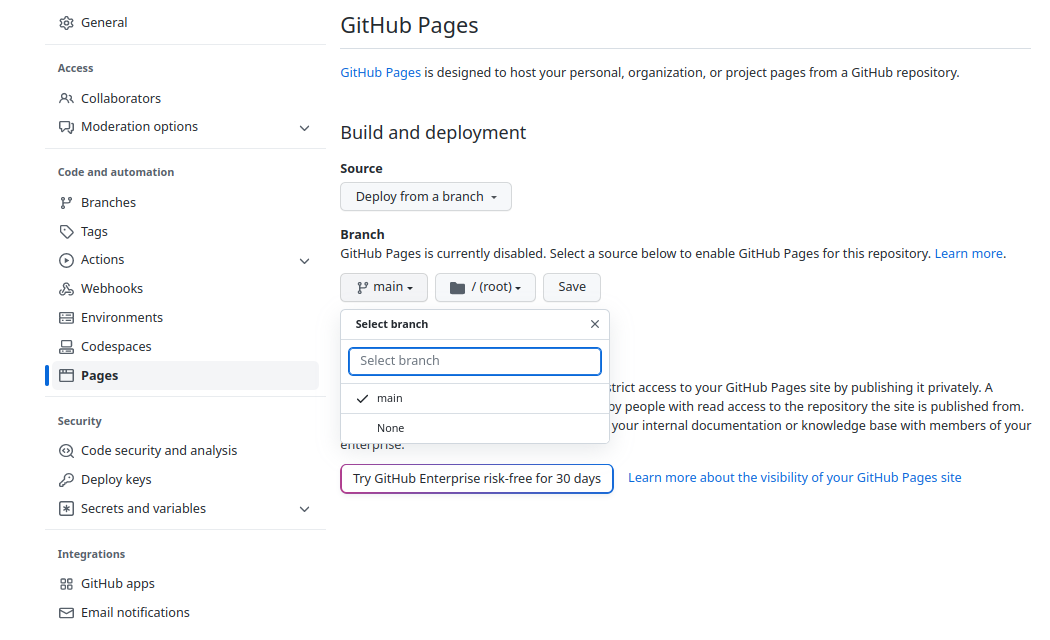 General
Access
Collaborators
Moderation options
Code and automation
Branches
Tags
Actions
Webhooks
Environments
Codespaces
Pages
Security
Code security and analysis
Deploy keys
Secrets and variables
Integrations
GitHub apps
Email notifications
GitHub Pages
GitHub Pages is designed to host your personal, organization, or project pages from a GitHub repository.
Build and deployment
Source
Deploy from a branch
Branch
GitHub Pages is currently disabled. Select a source below to enable GitHub Pages for this repository. Learn more.
main / (root) Save
Select branch
Select branch
main
None
strict access to your GitHub Pages site by publishing it privately. A
by people with read access to the repository the site is published from.
your internal documentation or knowledge base with members of your
enterprise.
Try GitHub Enterprise risk-free for 30 days Learn more about the visibility of your GitHub Pages site